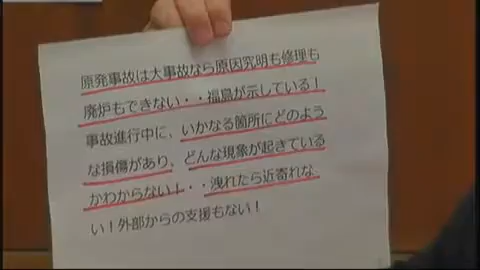 原発事故は大事故なら原因究明も修理も
廃炉もできない・・福島が示している！
事故進行中に、いかなる箇所にどのよう
な損傷があり、どんな現象が起きている
かわからない！・・洩れたら近寄れな
い！外部からの支援もない！